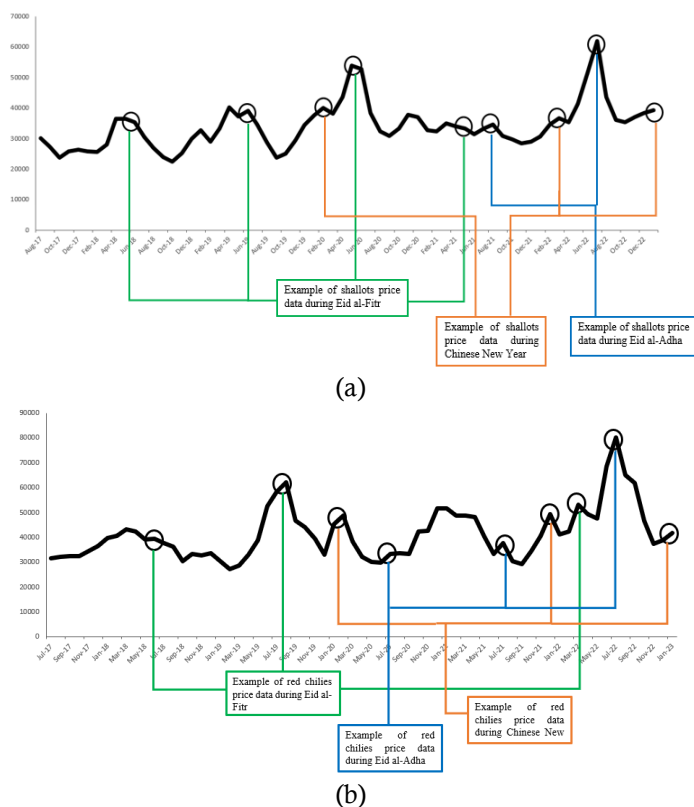 70000
60000
50000
40000
30000
20000
10000
0
Aug-17
Oct-17
Dec-17
Feb-18
Apr-18
Jun-18
Aug-18
Oct-18
Dec-18
Feb-19
Apr-19
Jun-19
Aug-19
Oct-19
Dec-19
Feb-20
Apr-20
Jun-20
Aug-20
Oct-20
Dec-20
Feb-21
Apr-21
Jun-21
Aug-21
Dec-21
Feb-22
Apr-22
Jun-22
Aug-22
Oct-22
Dec-22
Example of shallots price
data during Eid al-Fitr
Example of shallots
price data during
Chinese New Year
Example of shallots price
data during Eid al-Adha
(a)
90000
80000
70000
60000
50000
40000
30000
20000
10000
0
Jul-17
Sep-17
Nov-17
Jan-18
Mar-18
May-18
Jul-18
Sep-18
Nov-18
Jan-19
Mar-19
May-19
Jul-19
Sep-19
Nov-19
Jan-20
Mar-20
May-20
Sep-20
Nov-20
Mar-21
May-21
Jul-21
Sep-21
Nov-21
Jan-22
Mar-22
May-22
Jul-22
Sep-22
Nov-22
Jan-23
Example of red chilies
price data during Eid al-
Fitr
Example of red
chilies price data
during Eid al-Adha
Example of red
chilies price data
during Chinese New
(b)